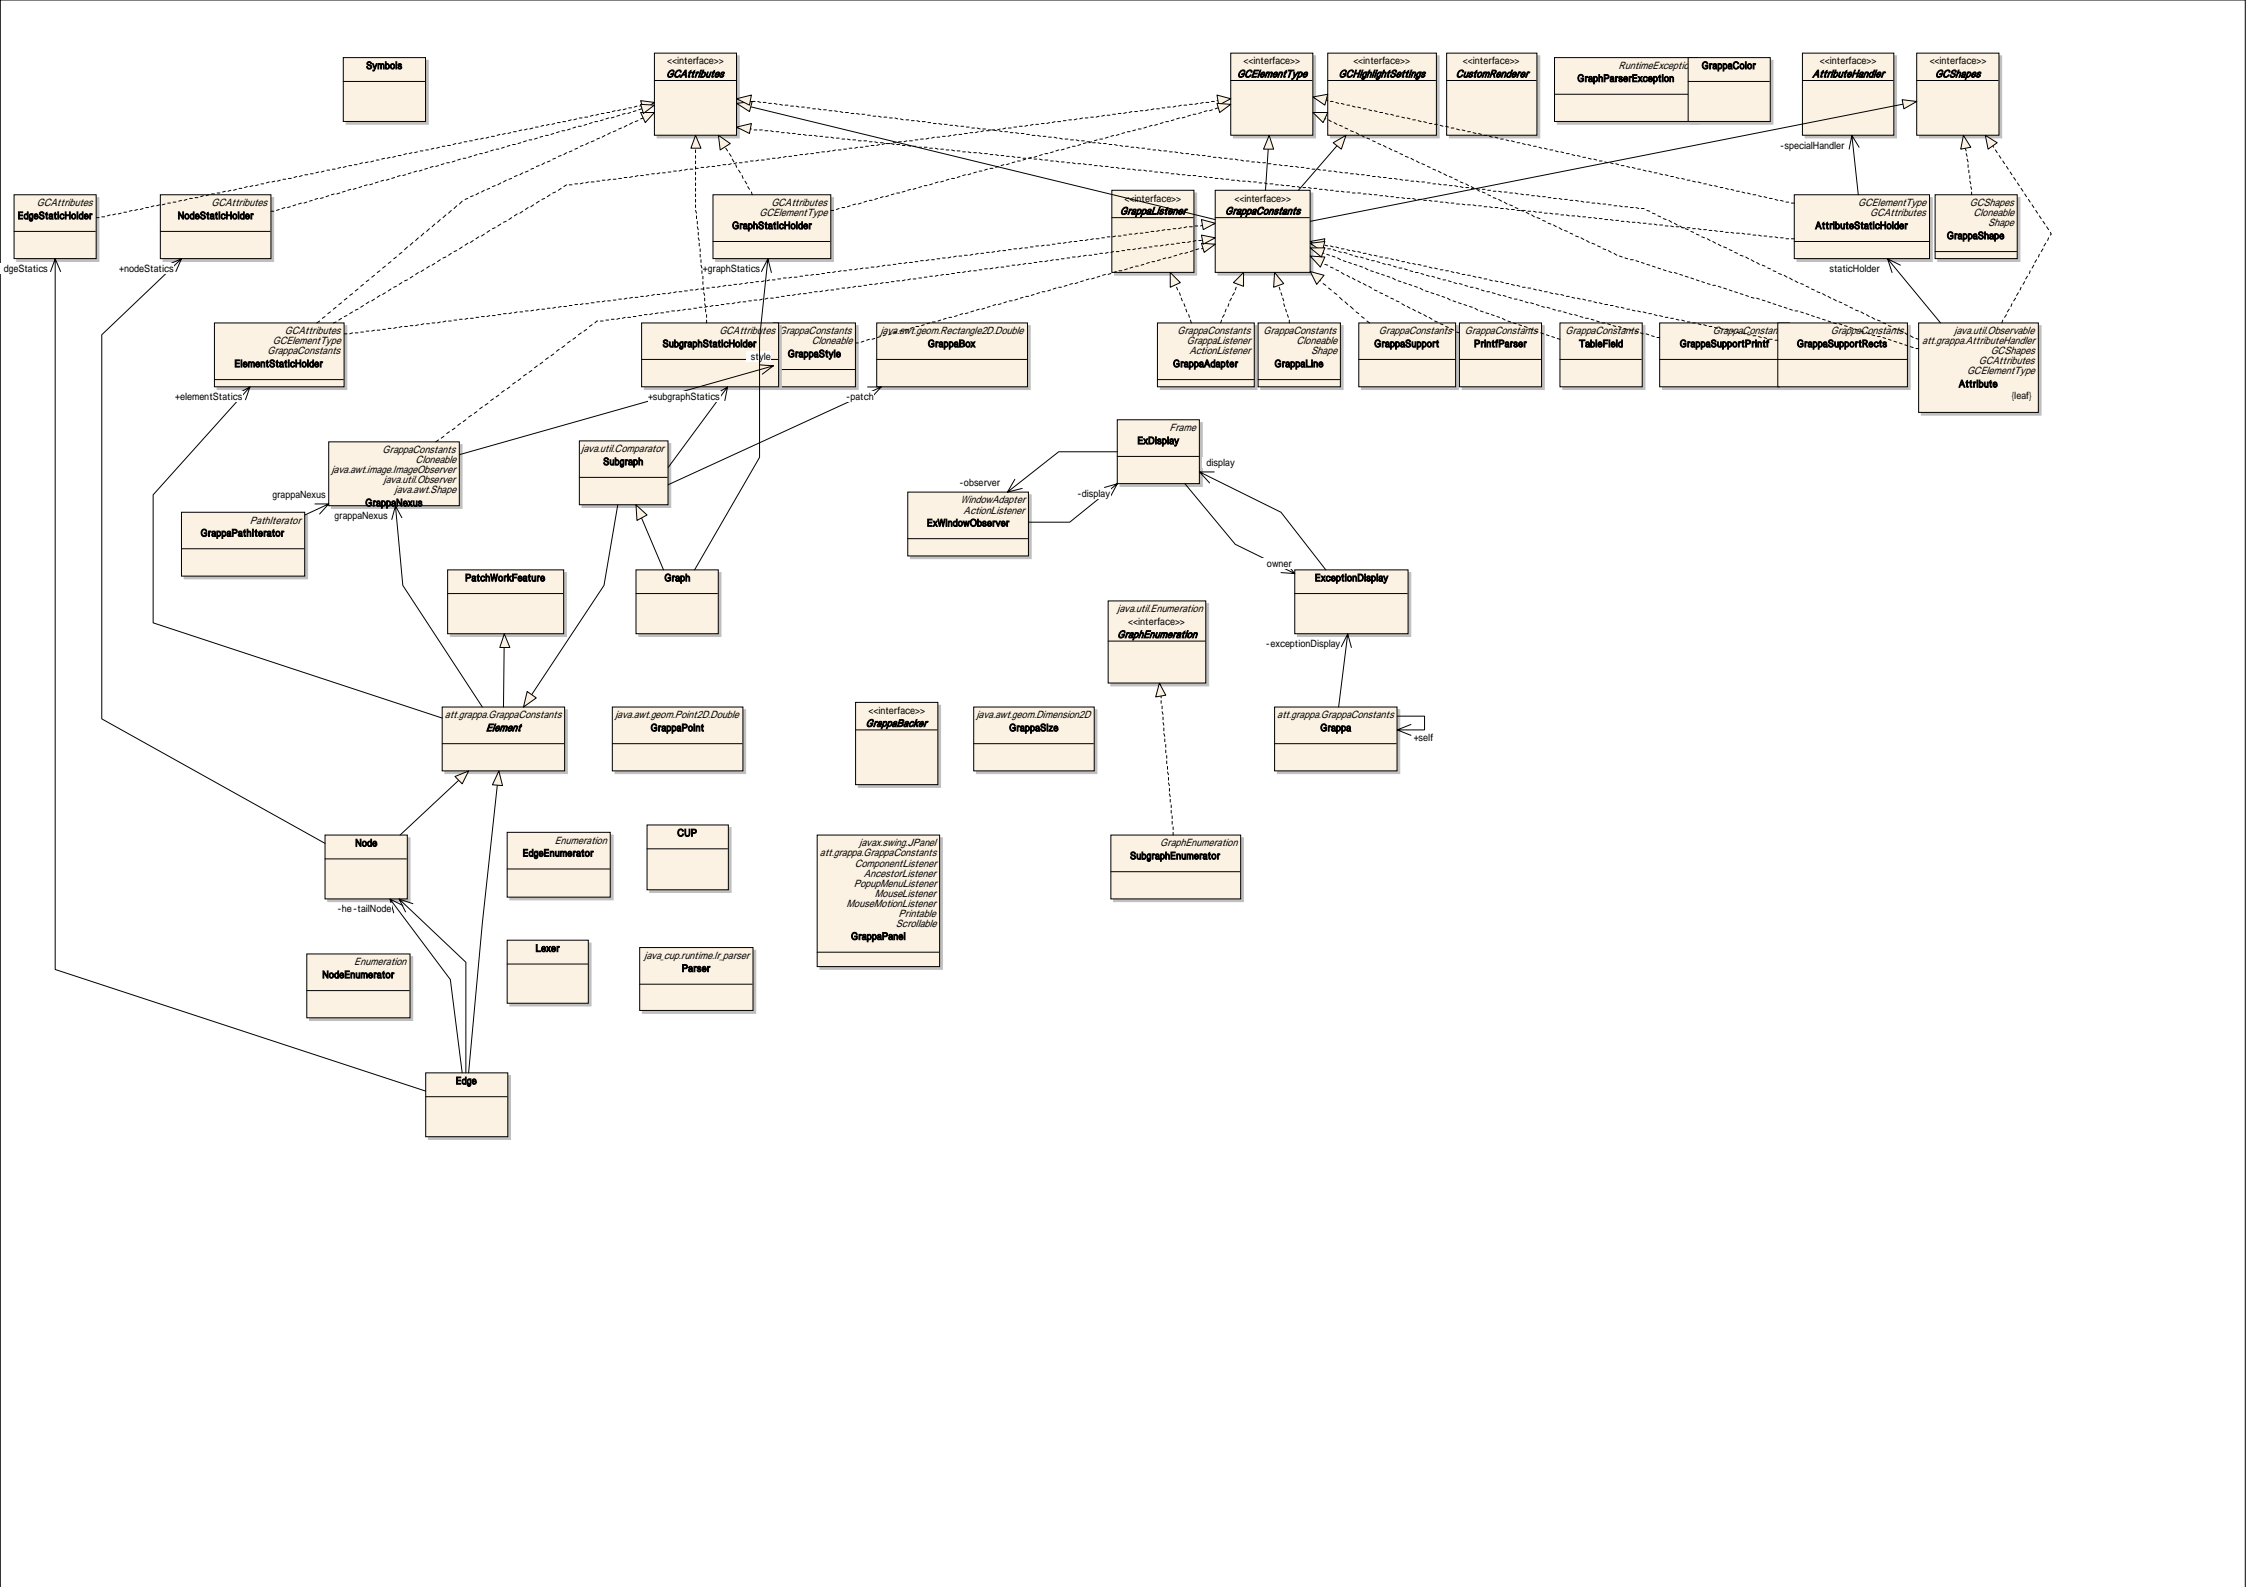 Symbols
<<interface>>
GCAttributes
<<interface>>
GCElementType
<<interface>>
GCHighlightSettings
<<interface>>
CustomRenderer
RuntimeExceptio
GraphParserException
GrappaColor
<<interface>>
AttributeHandler
<<interface>>
GCShapes
-specialHandler
GCAttributes
EdgeStaticHolder
GCAttributes
NodeStaticHolder
GCAttributes
GCElementType
GraphStaticHolder
<<interface>>
GrappaListener
<<interface>>
GrappaConstants
GCElementType
GCAttributes
AttributeStaticHolder
GCShapes
Cloneable
Shape
GrappaShape
dgeStatics
+nodeStatics
+graphStatics
staticHolder
GCAttributes
GCElementType
GrappaConstants
ElementStaticHolder
GCAttributes
SubgraphStaticHolder
style
GrappaConstants
Cloneable
GrappaStyle
java.awt.geom.Rectangle2D.Double
GrappaBox
GrappaConstants
GrappaListener
ActionListener
GrappaAdapter
GrappaConstants
Cloneable
Shape
GrappaLine
GrappaConstants
GrappaSupport
GrappaConstants
PrintfParser
GrappaConstants
TableField
GrappaConstan
GrappaSupportPrintf
GrappaConstants
GrappaSupportRects
java.util.Observable
att.grappa.AttributeHandler
GCShapes
GCAttributes
GCElementType
Attribute
{leaf}
+elementStatics
+subgraphStatics
-patch
GrappaConstants
Cloneable
java.awt.image.ImageObserver
java.util.Observer
java.awt.Shape
GrappaNexus
java.util.Comparator
Subgraph
Frame
ExDisplay
display
-observer
-display
grappaNexus
grappaNexus
WindowAdapter
ActionListener
ExWindowObserver
PathIterator
GrappaPathIterator
owner
PatchWorkFeature
Graph
ExceptionDisplay
java.util.Enumeration
<<interface>>
GraphEnumeration
-exceptionDisplay
att.grappa.GrappaConstants
Element
java.awt.geom.Point2D.Double
GrappaPoint
<<interface>>
GrappaBacker
java.awt.geom.Dimension2D
GrappaSize
att.grappa.GrappaConstants
Grappa
+self
Node
Enumeration
EdgeEnumerator
CUP
javax.swing.JPanel
att.grappa.GrappaConstants
ComponentListener
AncestorListener
PopupMenuListener
MouseListener
MouseMotionListener
Printable
Scrollable
GrappaPanel
GraphEnumeration
SubgraphEnumerator
-he -tailNode
Enumeration
NodeEnumerator
Lexer
java_cup.runtime.lr_parser
Parser
Edge